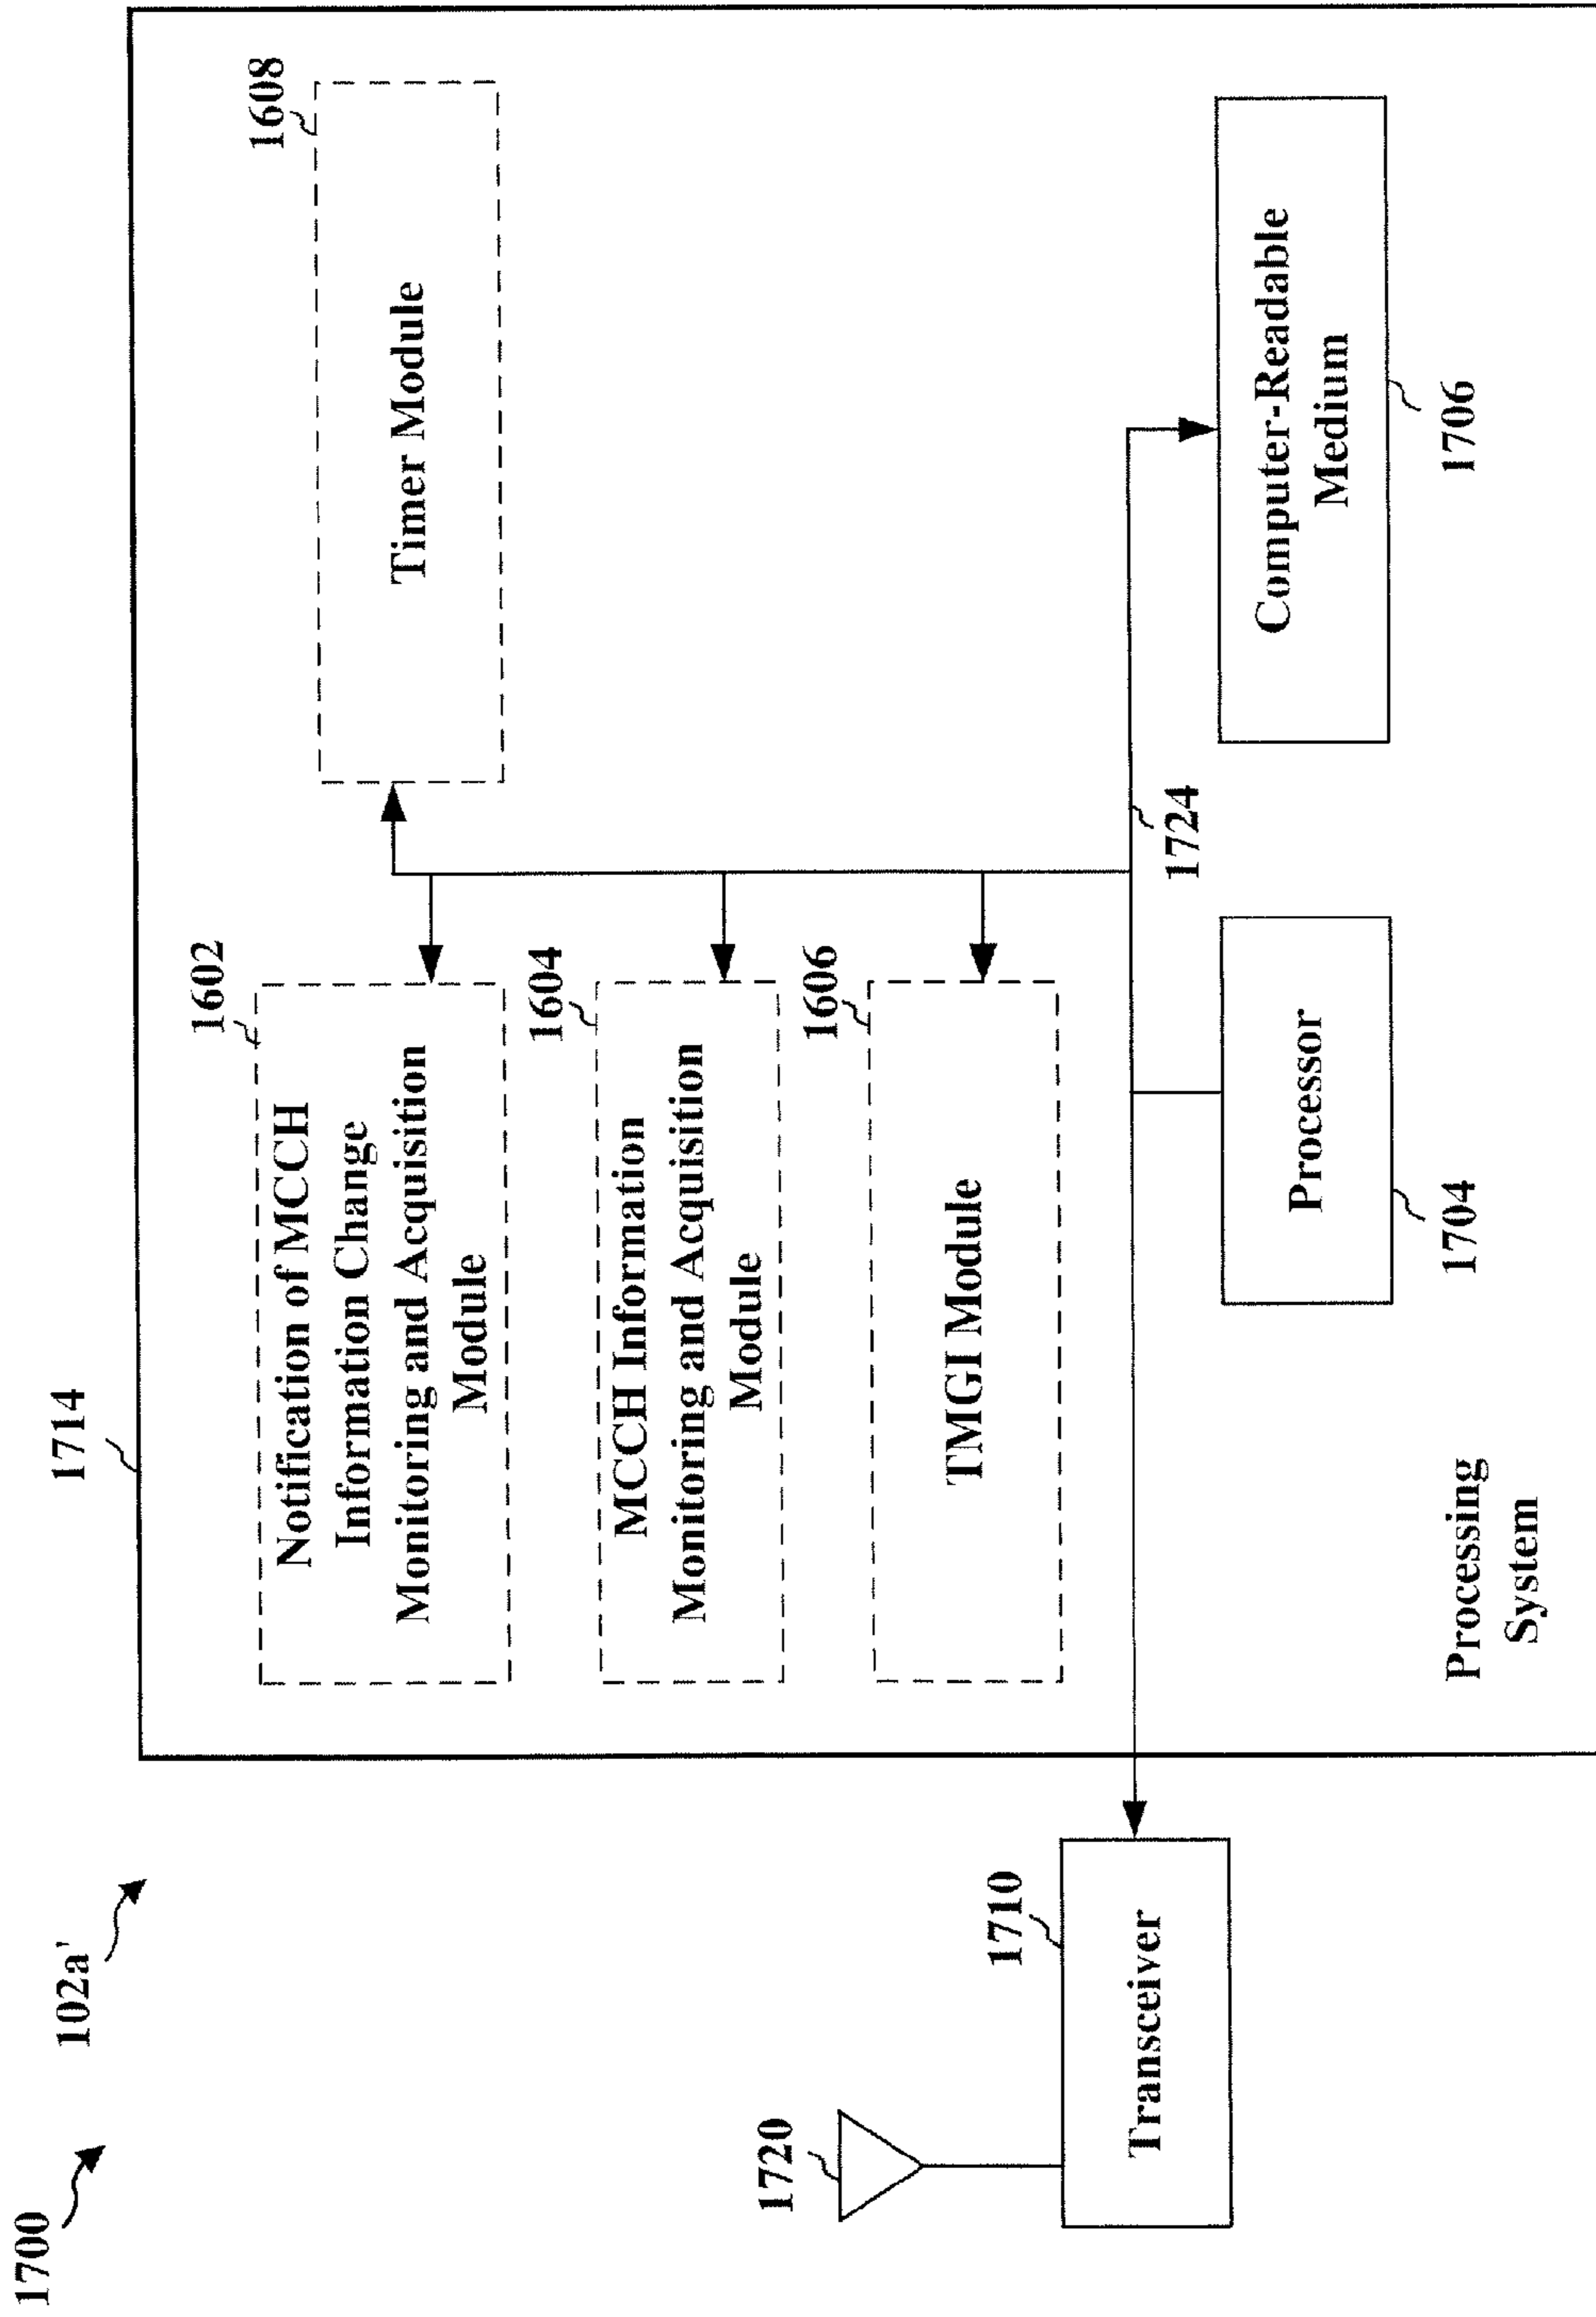 1700
102a'
1714
1602
Notification of MCCH
Information Change
Monitoring and Acquisition
Module
1608
Timer Module
1604
MCCH Information
Monitoring and Acquisition
Module
1606
TMGI Module
1720
1710
Transceiver
1724
Processor
1704
Computer-Readable
Medium
1706
Processing
System